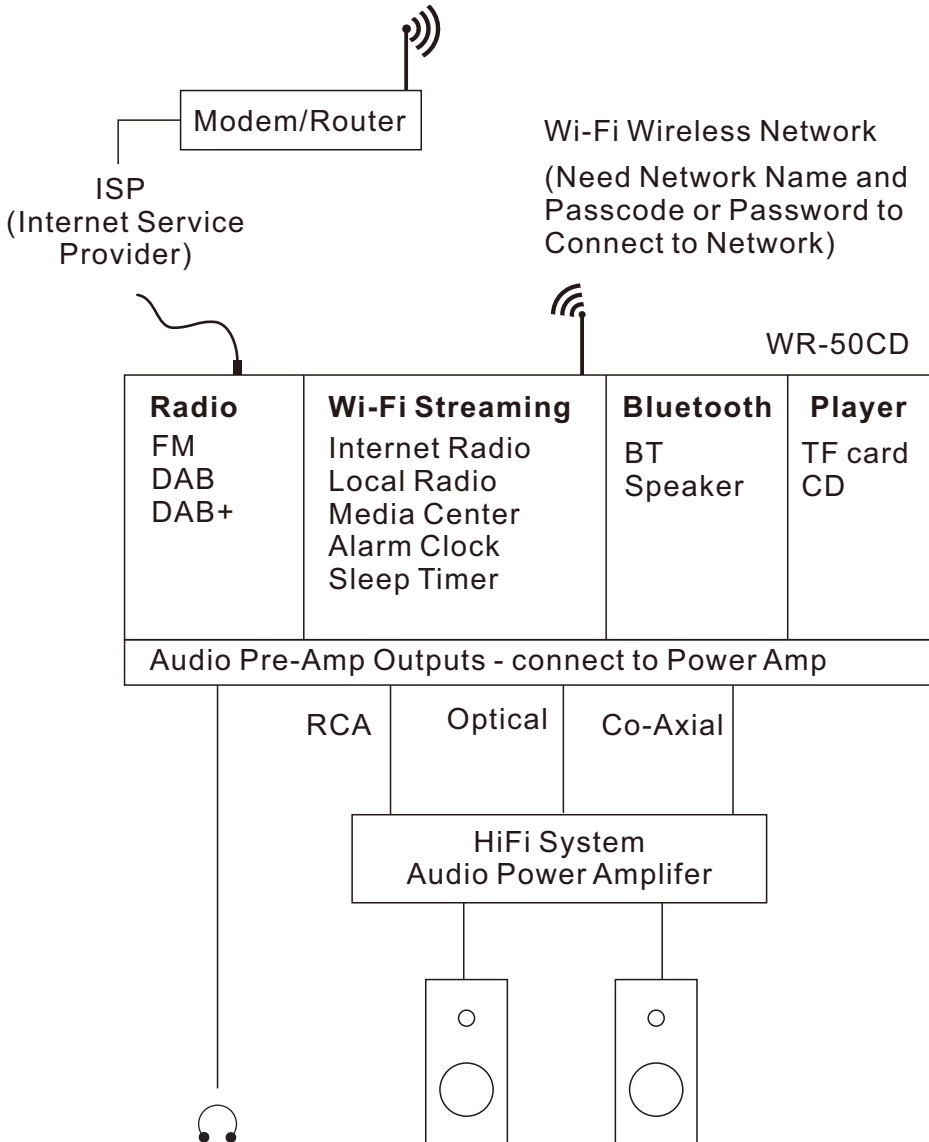 Modem/Router
ISP
(Internet Service
Provider)
Wi-Fi Wireless Network
(Need Network Name and
Passcode or Password to
Connect to Network)
WR-50CD
Radio
FM
DAB
DAB+
Wi-Fi Streaming
Internet Radio
Local Radio
Media Center
Alarm Clock
Sleep Timer
Bluetooth
BT
Speaker
Player
TF card
CD
Audio Pre-Amp Outputs - connect to Power Amp
RCA
Optical
Co-Axial
HiFi System
Audio Power Amplifer